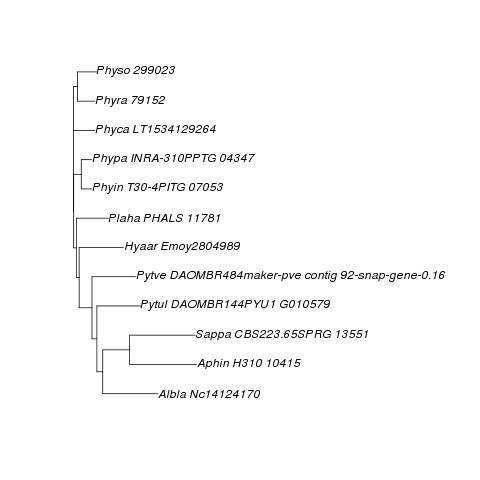 Physo 299023
Phyra 79152
Phyca LT1534129264
Phypa INRA-310PPTG 04347
Phyin T30-4PITG 07053
Plaha PHALS 11781
Hyaar Emoy2804989
Pytve DAOMBR484maker-pve contig 92-snap-gene-0.16
Pytul DAOMBR144PYU1 G010579
Sappa CBS223.65SPRG 13551
Aphin H310 10415
Albla Nc14124170